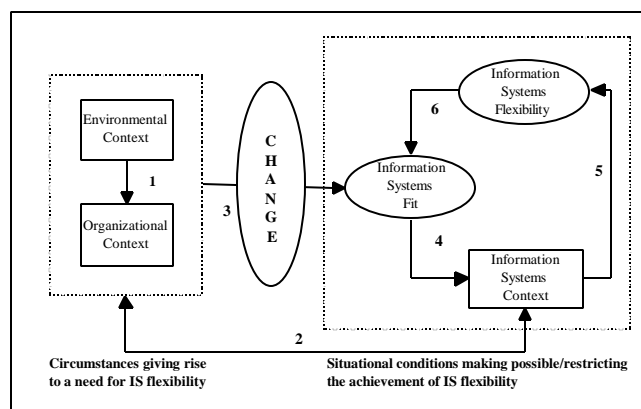 Environmental
Context
1
Organizational
Context
C
H
A
N
G
E
3
Information
Systems
Flexibility
6
5
Information
Systems
Fit
4
Information
Systems
Context
2
Circumstances giving rise
to a need for IS flexibility
Situational conditions making possible/restricting
the achievement of IS flexibility